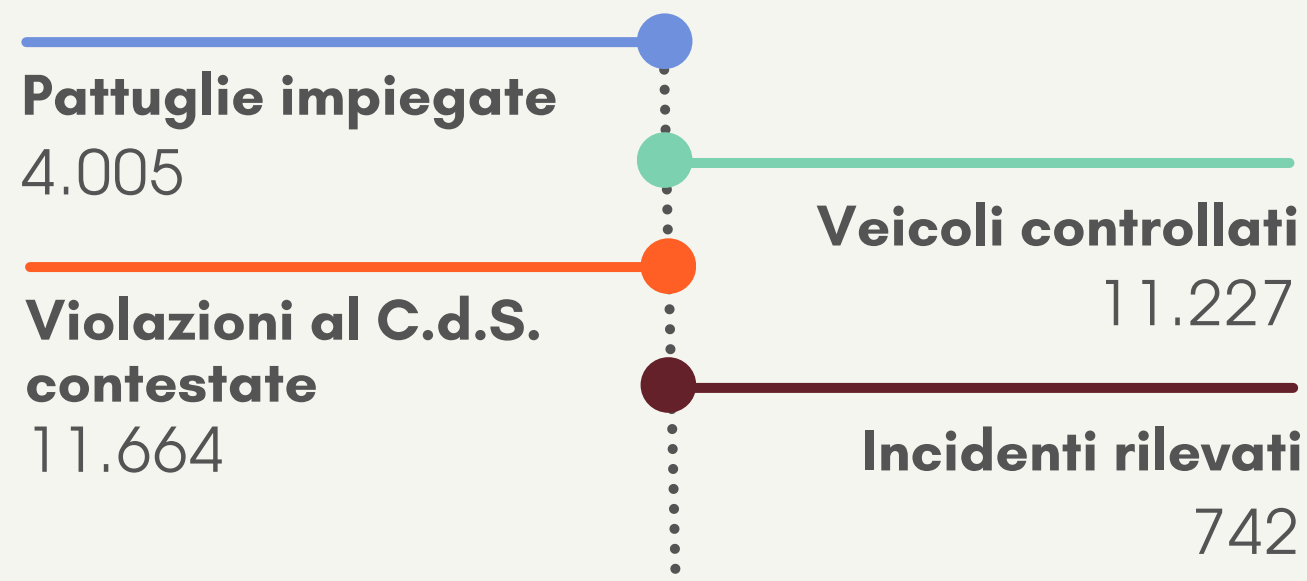 Pattuglie impiegate
4.005
Veicoli controllati
11.227
Violazioni al C.d.S.
contestate
11.664
Incidenti rilevati
742